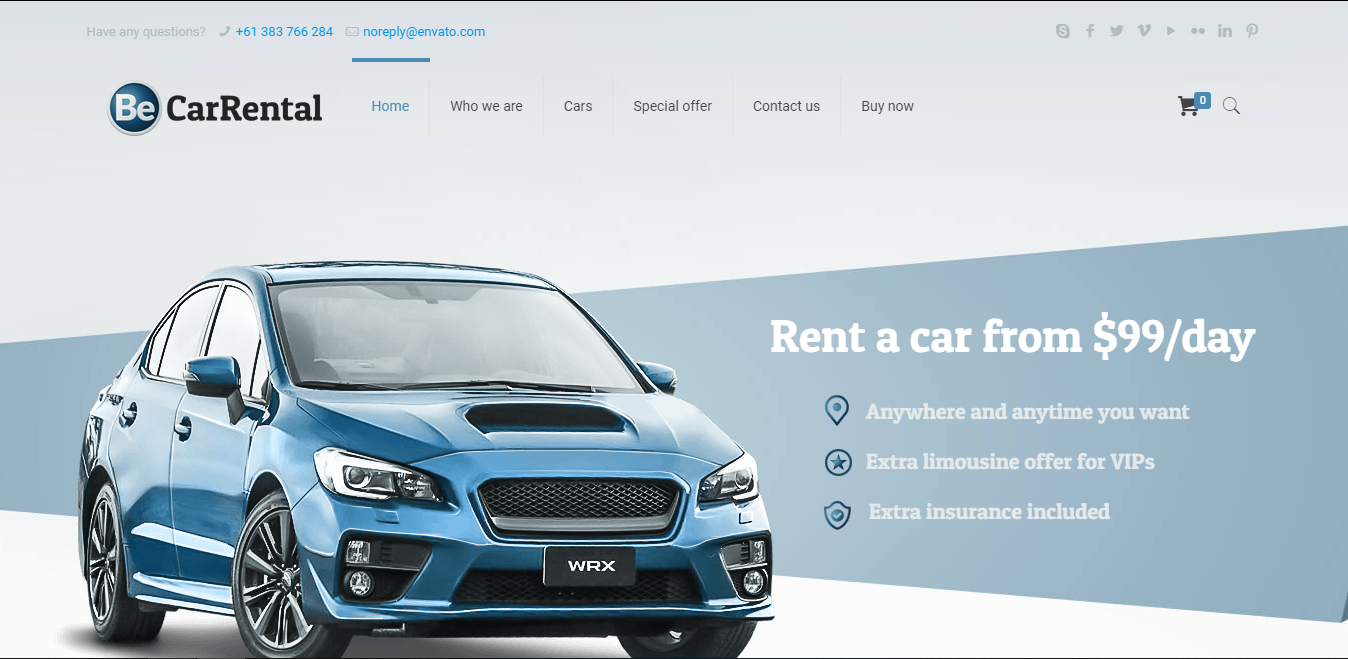 Have any questions? +61 383 766 284 noreply@envato.com
Be CarRental
Home Who we are Cars Special offer Contact us Buy now
0
Rent a car from $99/day
Anywhere and anytime you want
Extra limousine offer for VIPs
Extra insurance included
WRX